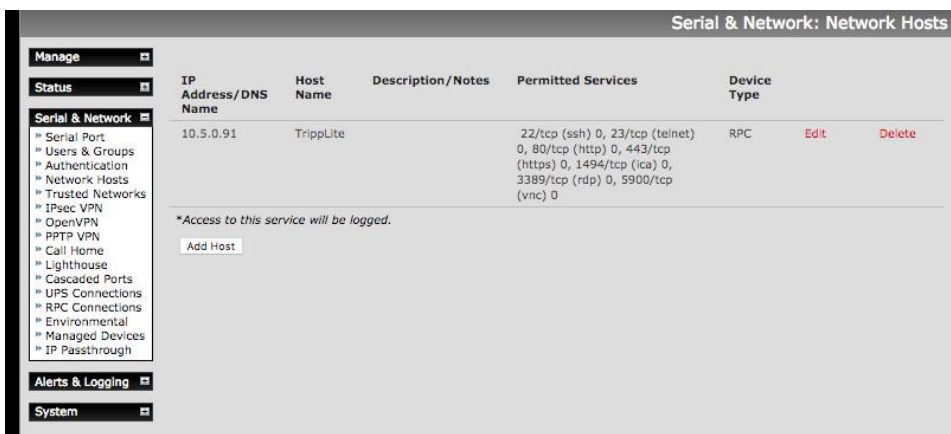 Serial & Network: Network Hosts
Manage
Status
Serial & Network
» Serial Port
» Users & Groups
» Authentication
» Network Hosts
» Trusted Networks
» IPsec VPN
» OpenVPN
» PPTP VPN
» Call Home
» Lighthouse
» Cascaded Ports
» UPS Connections
» RPC Connections
» Environmental
» Managed Devices
» IP Passthrough
Alerts & Logging
System
IP Host Description/Notes Permitted Services Device
Address/DNS Name Type
Name
10.5.0.91 TrippLite 22/tcp (ssh) 0, 23/tcp (telnet) RPC Edit Delete
0, 80/tcp (http) 0, 443/tcp
(https) 0, 1494/tcp (ica) 0,
3389/tcp (rdp) 0, 5900/tcp
(vnc) 0
*Access to this service will be logged.
Add Host